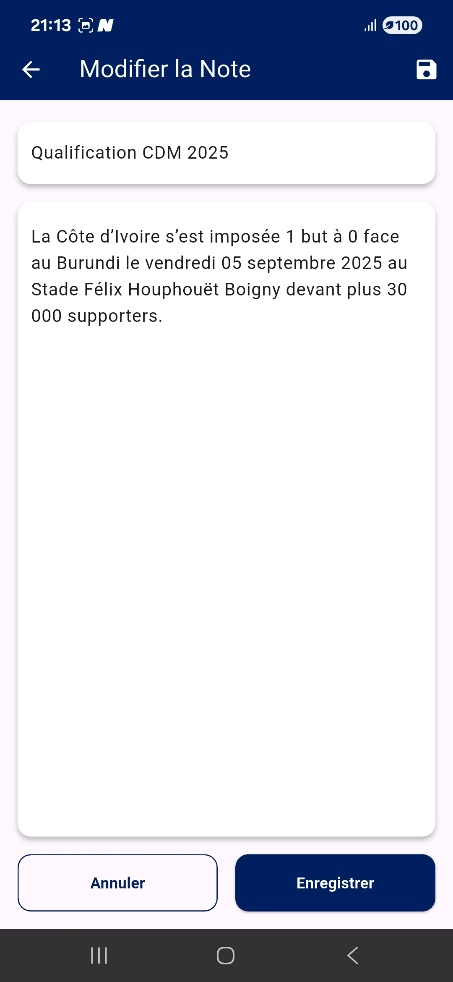 21:13 N 100
Modifier la Note
Qualification CDM 2025
La Côte d’Ivoire s’est imposée 1 but à 0 face
au Burundi le vendredi 05 septembre 2025 au
Stade Félix Houphouët Boigny devant plus 30
000 supporters.
Annuler Enregistrer